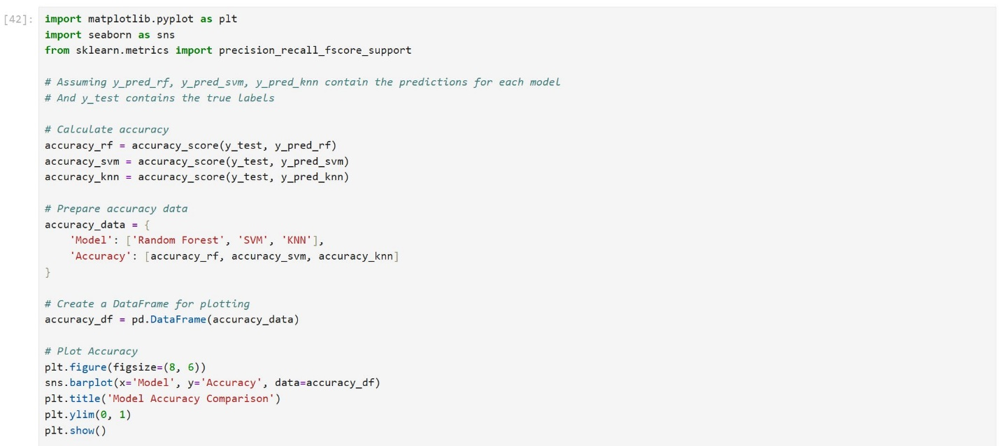 [42]: import matplotlib.pyplot as plt
import seaborn as sns
from sklearn.metrics import precision_recall_fscore_support

# Assuming y_pred_rf, y_pred_svm, y_pred_knn contain the predictions for each model
# And y_test contains the true labels

# Calculate accuracy
accuracy_rf = accuracy_score(y_test, y_pred_rf)
accuracy_svm = accuracy_score(y_test, y_pred_svm)
accuracy_knn = accuracy_score(y_test, y_pred_knn)

# Prepare accuracy data
accuracy_data = {
    'Model': ['Random Forest', 'SVM', 'KNN'],
    'Accuracy': [accuracy_rf, accuracy_svm, accuracy_knn]
}

# Create a DataFrame for plotting
accuracy_df = pd.DataFrame(accuracy_data)

# Plot Accuracy
plt.figure(figsize=(8, 6))
sns.barplot(x='Model', y='Accuracy', data=accuracy_df)
plt.title('Model Accuracy Comparison')
plt.ylim(0, 1)
plt.show()